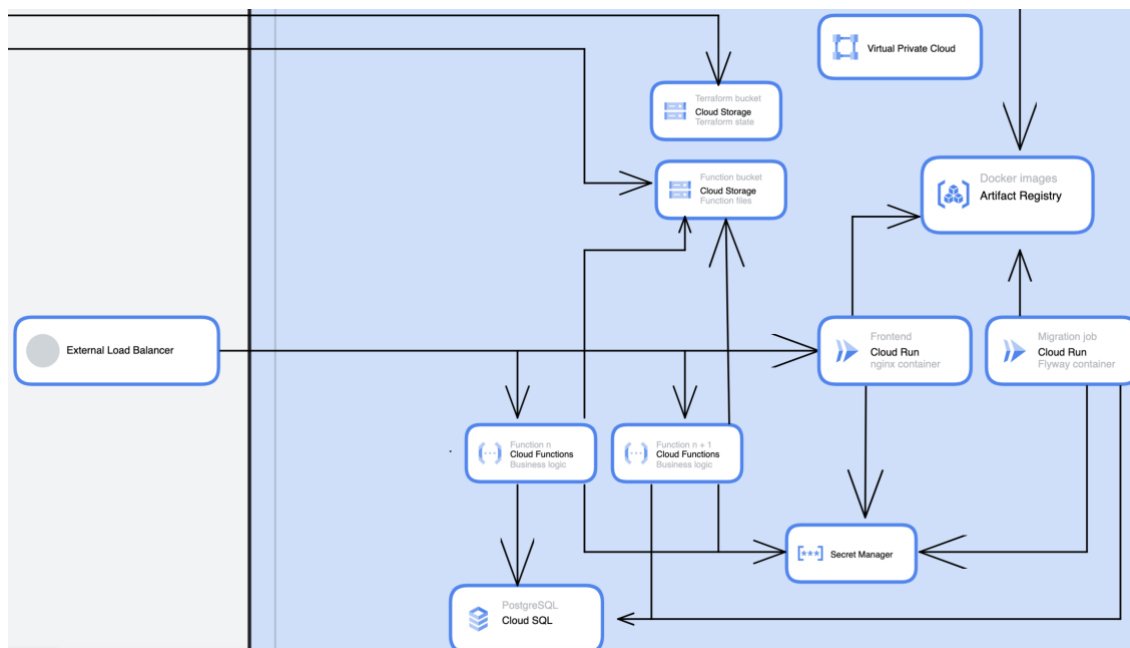 Virtual Private Cloud
Terraform bucket
Cloud Storage
Terraform state
Function bucket
Cloud Storage
Function files
Docker images
Artifact Registry
External Load Balancer
Frontend
Cloud Run
nginx container
Migration job
Cloud Run
Flyway container
Function n
Cloud Functions
Business logic
Function n + 1
Cloud Functions
Business logic
Secret Manager
PostgreSQL
Cloud SQL